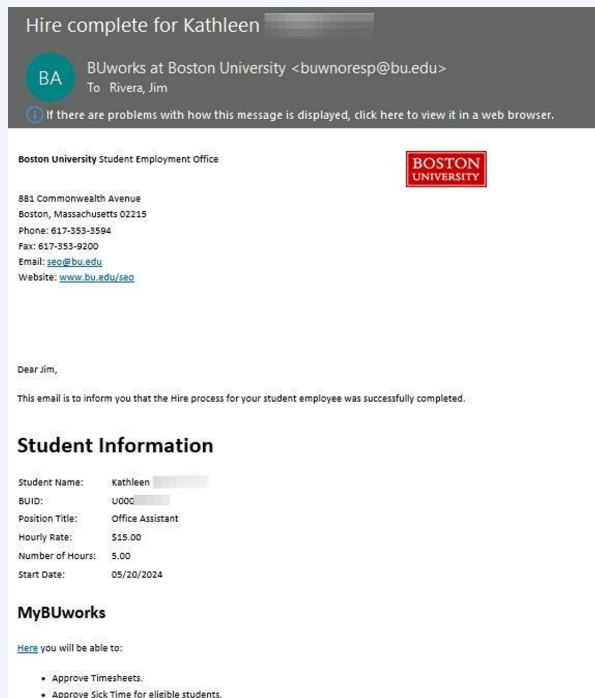 Hire complete for Kathleen
BA
BUworks at Boston University <buwnoresp@bu.edu>
To Rivera, Jim
i If there are problems with how this message is displayed, click here to view it in a web browser.
Boston University Student Employment Office
BOSTON
UNIVERSITY
881 Commonwealth Avenue
Boston, Massachusetts 02215
Phone: 617-353-3594
Fax: 617-353-9200
Email: seo@bu.edu
Website: www.bu.edu/seo
Dear Jim,
This email is to inform you that the Hire process for your student employee was successfully completed.
Student Information
Student Name: Kathleen
BUID: U000
Position Title: Office Assistant
Hourly Rate: $15.00
Number of Hours: 5.00
Start Date: 05/20/2024
MyBUworks
Here you will be able to:
• Approve Timesheets.
• Approve Sick Time for eligible students.